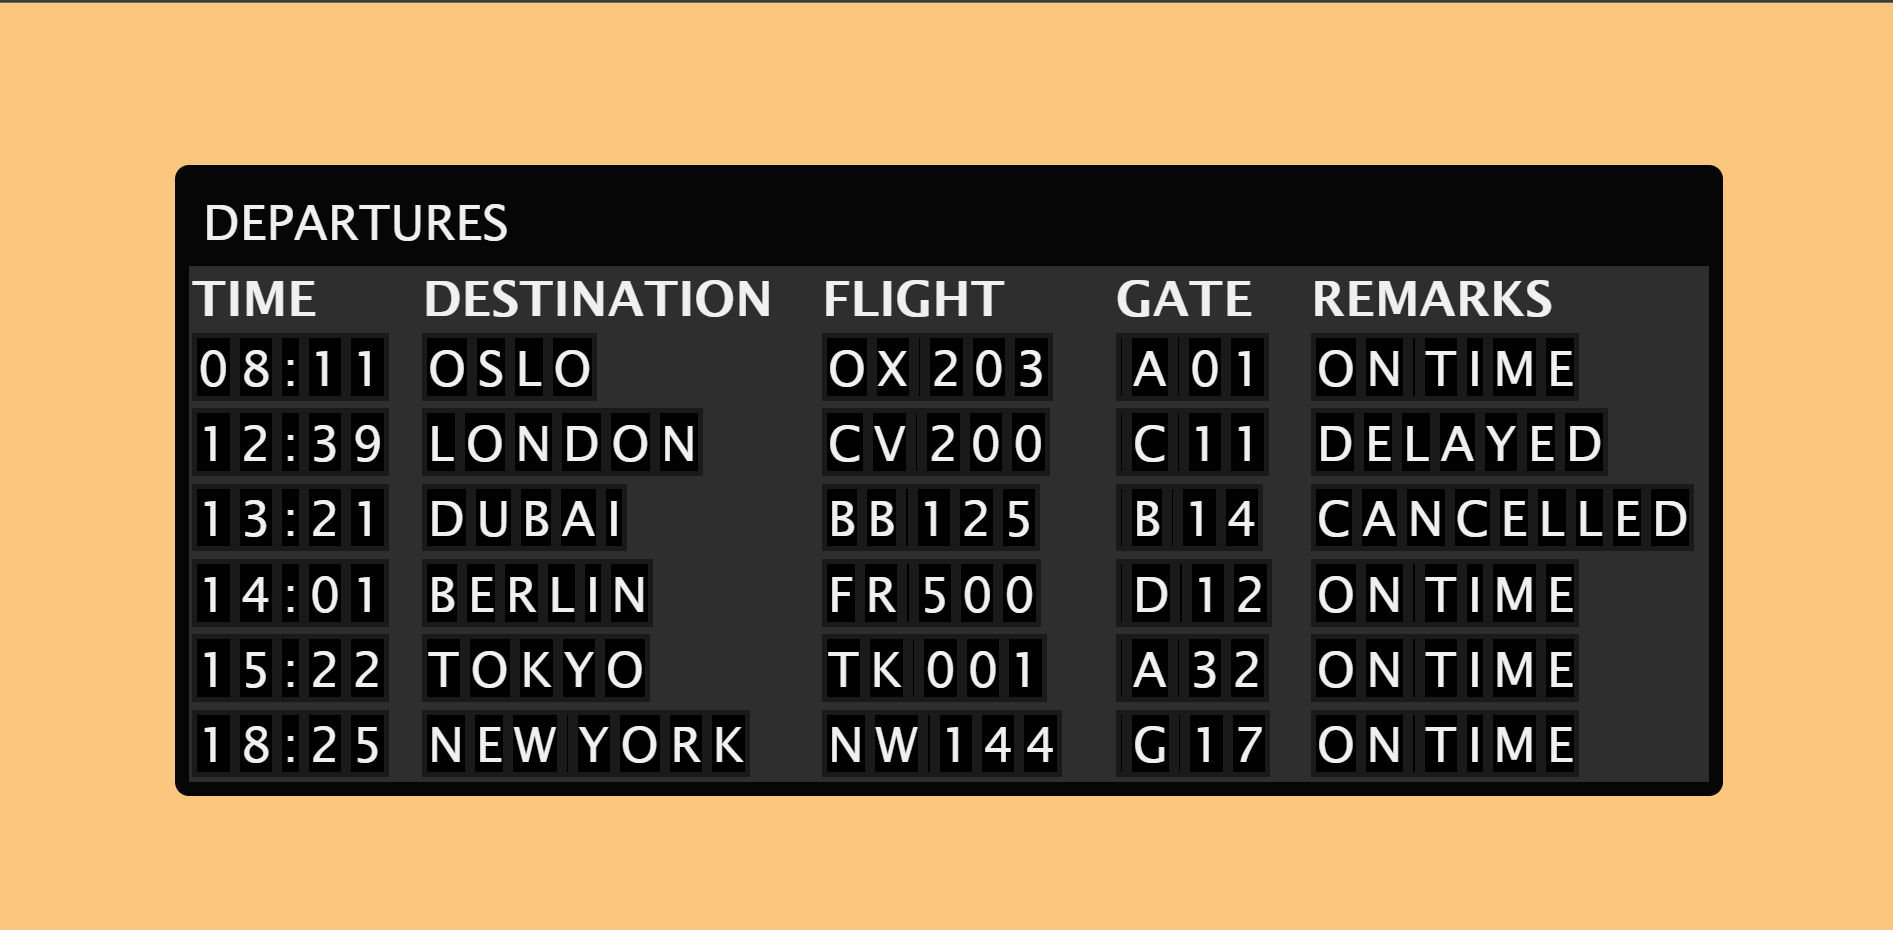 DEPARTURES
TIME DESTINATION FLIGHT GATE REMARKS
08:11 OSLO OX 203 A 01 ON TIME
12:39 LONDON CV 200 C 11 DELAYED
13:21 DUBAI BB 125 B 14 CANCELLED
14:01 BERLIN FR 500 D 12 ON TIME
15:22 TOKYO TK 001 A 32 ON TIME
18:25 NEW YORK NW 144 G 17 ON TIME